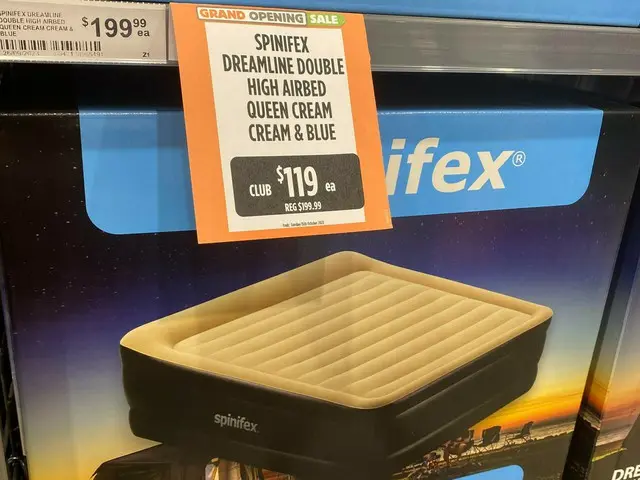 SPINIFEX DREAMLINE
DOUBLE HIGH AIRBED
QUEEN CREAM CREAM &
BLUE
$199 99
ea
Z1
GRAND OPENING SALE
SPINIFEX
DREAMLINE DOUBLE
HIGH AIRBED
QUEEN CREAM
CREAM & BLUE
CLUB $119 ea
REG $199.99
ifex®
spinifex
DRE